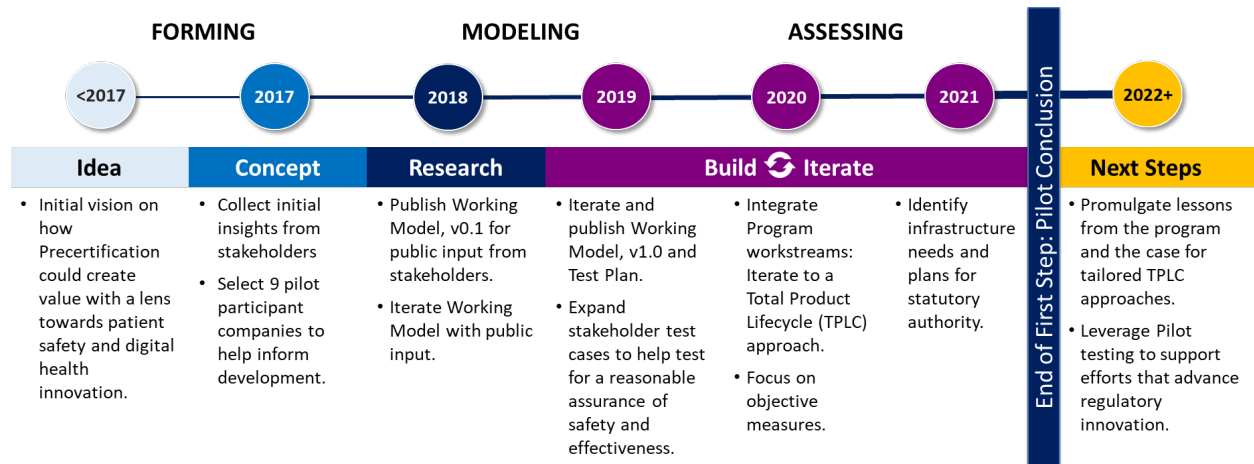 FORMING
MODELING
ASSESSING
<2017
2017
2018
2019
2020
2021
2022+
Idea
Concept
Research
Build Iterate
Next Steps
• Initial vision on
how
Precertification
could create
value with a lens
towards patient
safety and digital
health
innovation.
• Collect initial
insights from
stakeholders
• Select 9 pilot
participant
companies to
help inform
development.
• Publish Working
Model, v0.1 for
public input from
stakeholders.
• Iterate Working
Model with public
input.
• Iterate and
publish Working
Model, v1.0 and
Test Plan.
• Expand
stakeholder test
cases to help test
for a reasonable
assurance of
safety and
effectiveness.
• Integrate
Program
workstreams:
Iterate to a
Total Product
Lifecycle (TPLC)
approach.
• Focus on
objective
measures.
• Identify
infrastructure
needs and
plans for
statutory
authority.
End of First Step: Pilot Conclusion
• Promulgate lessons
from the program
and the case for
tailored TPLC
approaches.
• Leverage Pilot
testing to support
efforts that advance
regulatory
innovation.